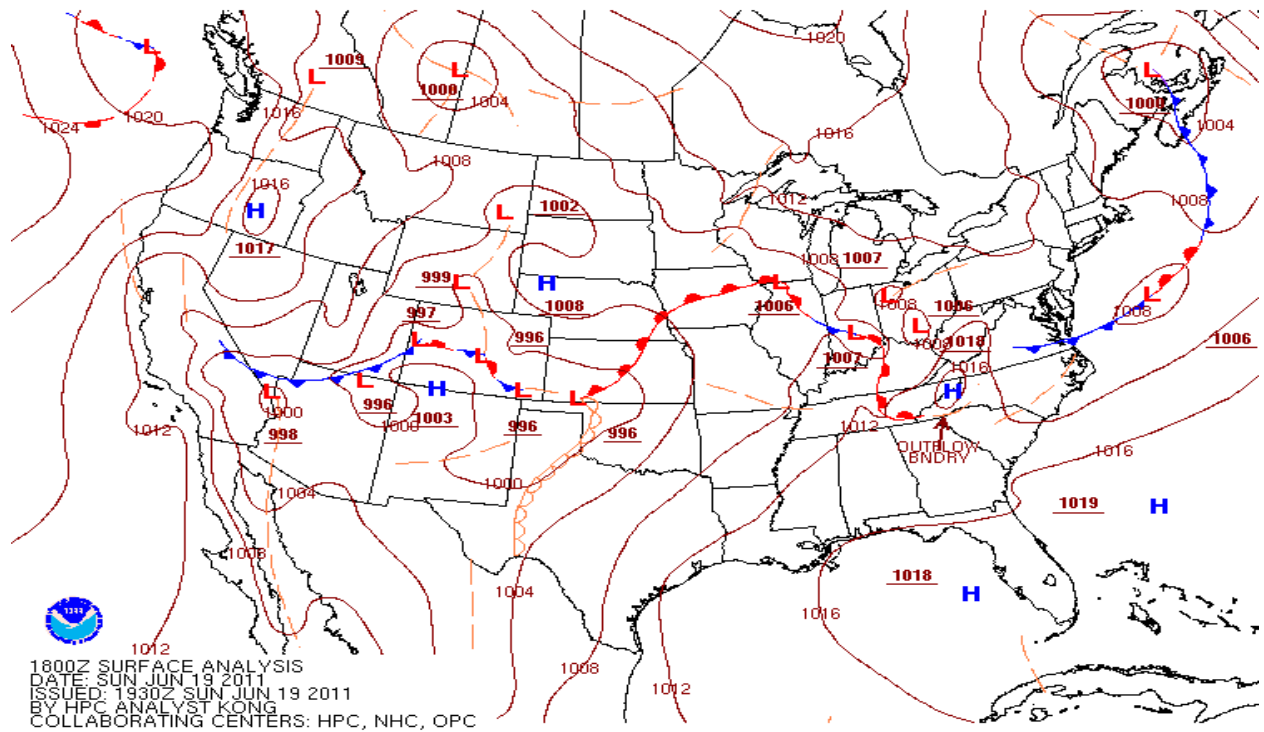 1009
1020
L
L
L
1000
1004
L
1000
1020
1024
1016
1016
1004
1008
1016
H
1017
L
1002
1012
1008
1008
999
L
H
1008
1008
1007
L
1006
L
1008
L
1008
997
L
996
L
L
1007
L
1018
1016
1006
L
L
1000
998
L
996
1000
H
1003
L
996
L
996
H
1012
OUTFLOW
BNDRY
1012
1016
1004
1000
1019
H
1008
1018
H
1004
1016
1012
1008
1012
1800Z SURFACE ANALYSIS
DATE: SUN JUN 19 2011
ISSUED: 1930Z SUN JUN 19 2011
BY HPC ANALYST KONG
COLLABORATING CENTERS: HPC, NHC, OPC